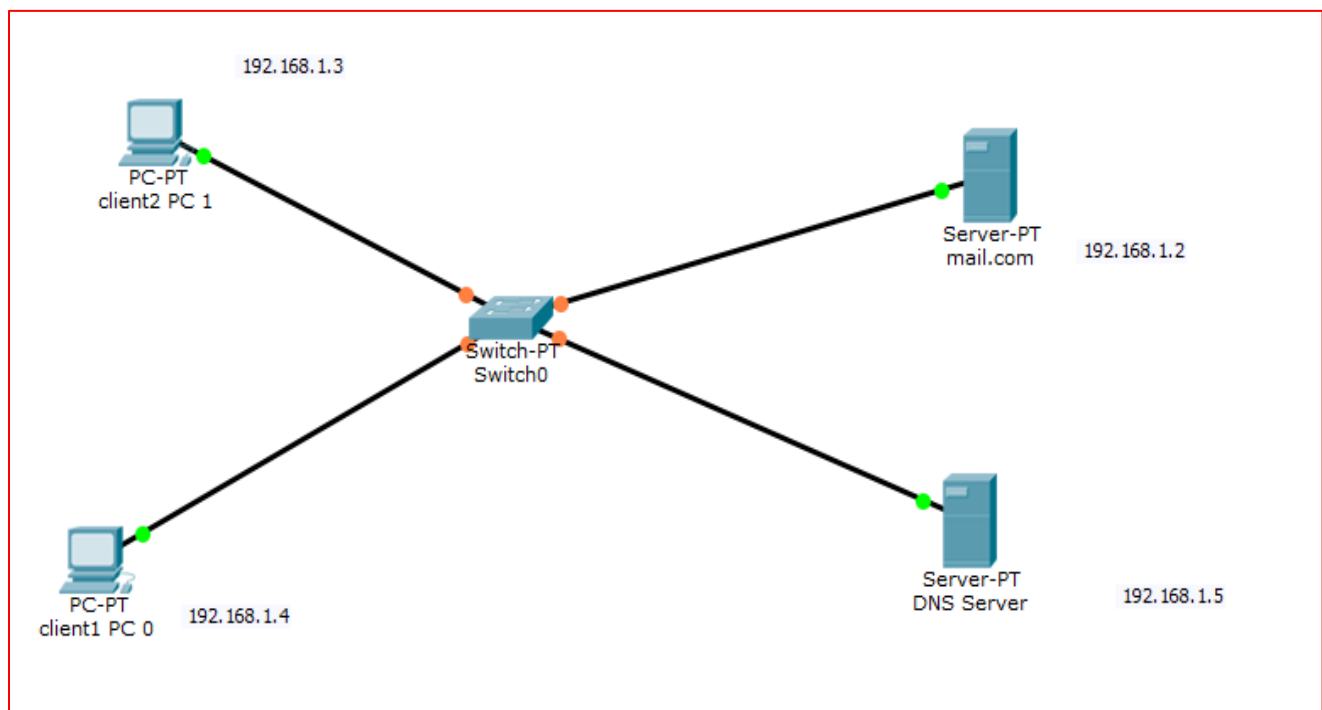 192.168.1.3
PC-PT
client2 PC 1
Server-PT
mail.com
192.168.1.2
Switch-PT
Switch0
PC-PT
client1 PC 0
192.168.1.4
Server-PT
DNS Server
192.168.1.5